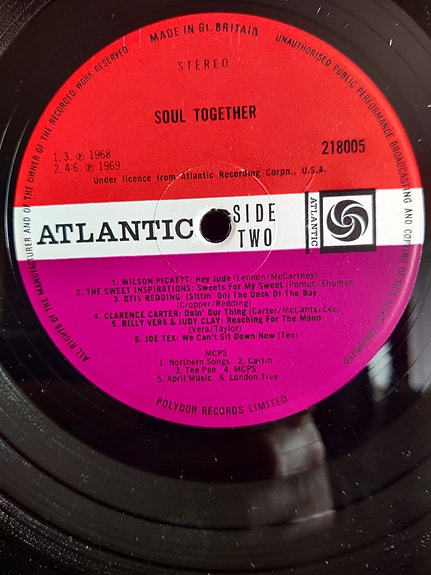 MADE IN Gt. BRITAIN
ALL RIGHTS OF THE MANUFACTURER AND OF THE OWNER OF THE RECORDED WORK RESERVED
UNAUTHORISED PUBLIC PERFORMANCE BROADCASTING AND COPYING OF THIS RECORD PROHIBITED
STEREO
SOUL TOGETHER
1.3. ℗ 1968
2.4-6. ℗ 1969
218005
Under licence from Atlantic Recording Corpn., U.S.A.
ATLANTIC
SIDE
TWO
ATLANTIC
1. WILSON PICKETT: Hey Jude (Lennon/McCartney)
2. THE SWEET INSPIRATIONS: Sweets For My Sweet (Pomus, Shuman)
3. OTIS REDDING: (Sittin' On) The Dock Of The Bay
(Cropper/Redding)
4. CLARENCE CARTER: Doin' Our Thing (Carter/McCants/Lee)
5. BILLY VERA & JUDY CLAY: Reaching For The Moon
(Vera/Taylor)
6. JOE TEX: We Can't Sit Down Now (Tex)
MCPS
1. Northern Songs. 2. Carlin
3. Tee Pee. 4. MCPS
5. April Music. 6. London Tree
POLYDOR RECORDS LIMITED